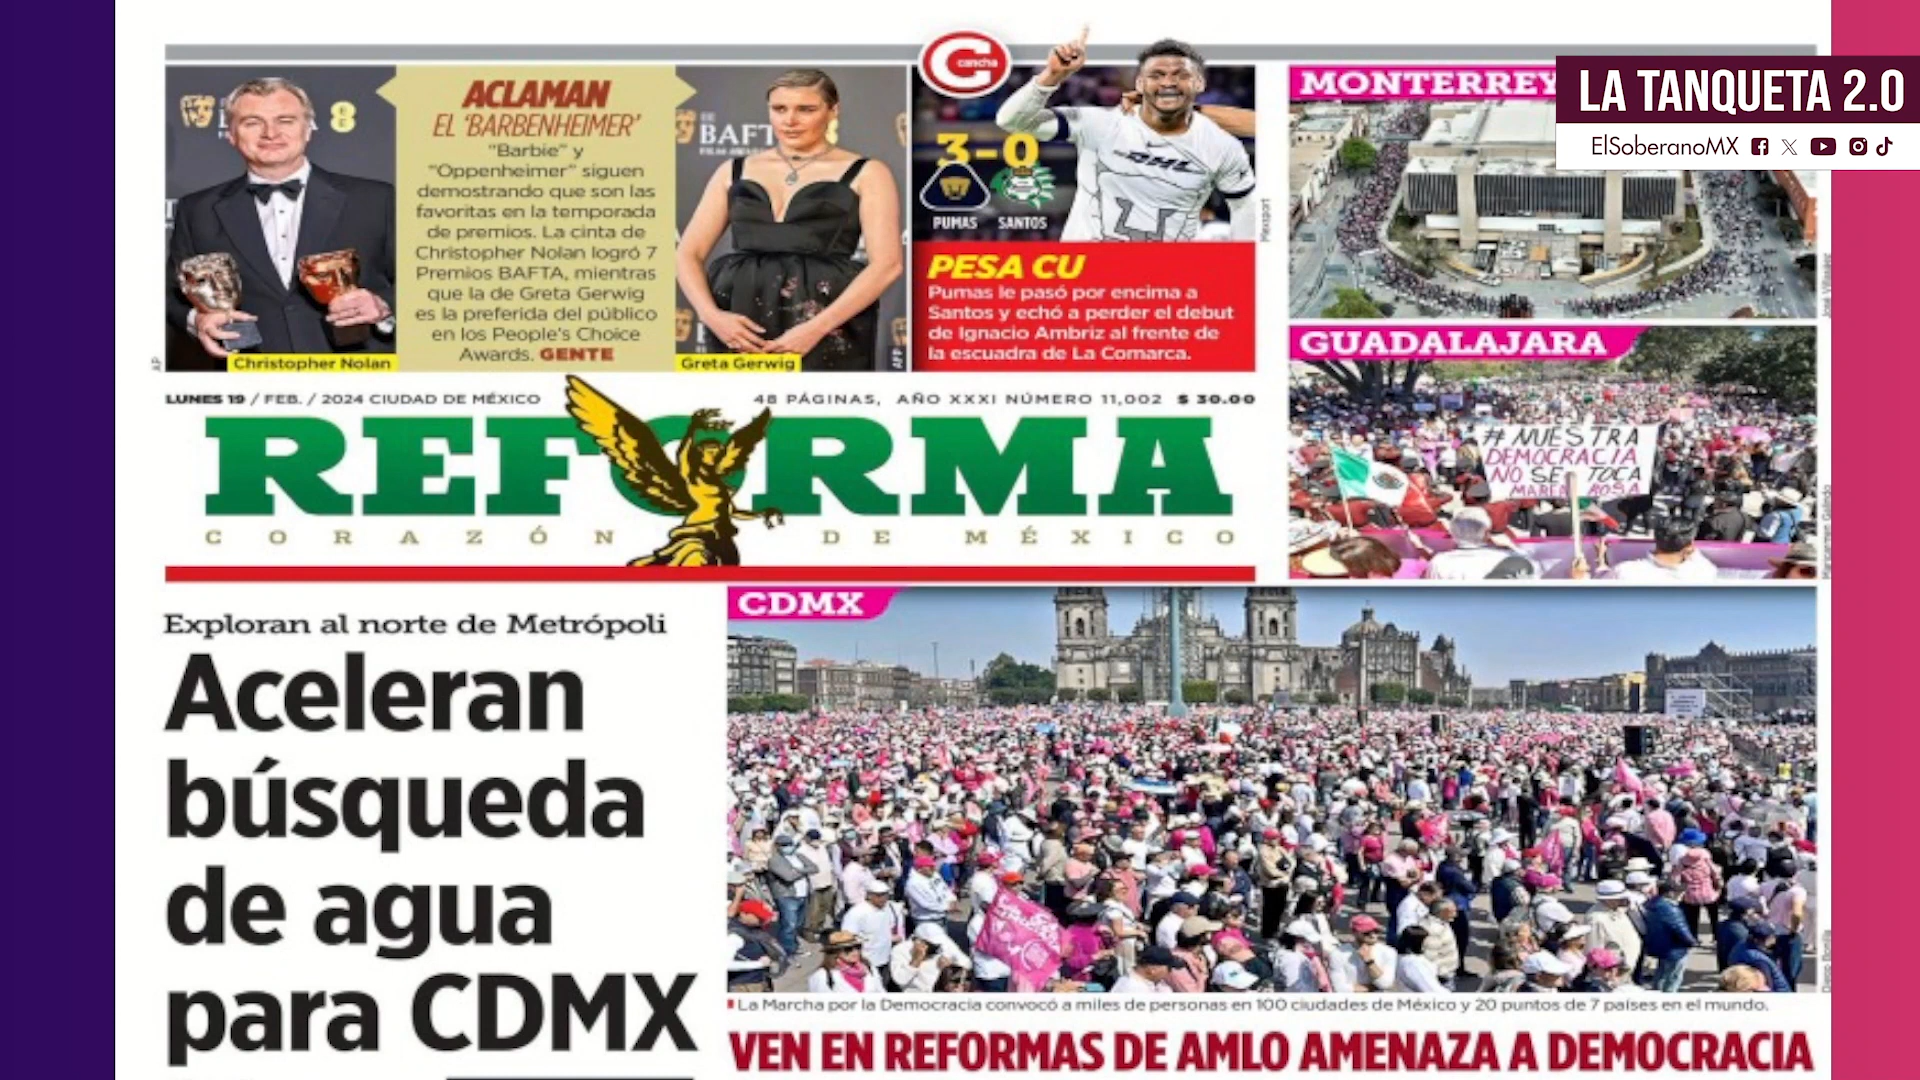 ACLAMAN
EL 'BARBENHEIMER'
"Barbie" y
"Oppenheimer" siguen
demostrando que son las
favoritas en la temporada
de premios. La cinta de
Christopher Nolan logró 7
Premios BAFTA, mientras
que la de Greta Gerwig
es la preferida del público
en los People's Choice
Awards. GENTE
Christopher Nolan
AP
BAFT
Greta Gerwig
AFP
C
cancha
3-0
PUMAS SANTOS
DHL
Mexsport
PESA CU
Pumas le pasó por encima a
Santos y echó a perder el debut
de Ignacio Ambriz al frente de
la escuadra de La Comarca.
MONTERREY
LA TANQUETA 2.0
ElSoberanoMX
GUADALAJARA
# NUESTRA
DEMOCRACIA
NO SE TOCA
LUNES 19 / FEB. / 2024 CIUDAD DE MÉXICO
48 PÁGINAS, AÑO XXXI NÚMERO 11,002 $ 30.00
REFORMA
CORAZÓN DE MÉXICO
Exploran al norte de Metrópoli
Aceleran
búsqueda
de agua
para CDMX
CDMX
La Marcha por la Democracia convocó a miles de personas en 100 ciudades de México y 20 puntos de 7 países en el mundo.
VEN EN REFORMAS DE AMLO AMENAZA A DEMOCRACIA